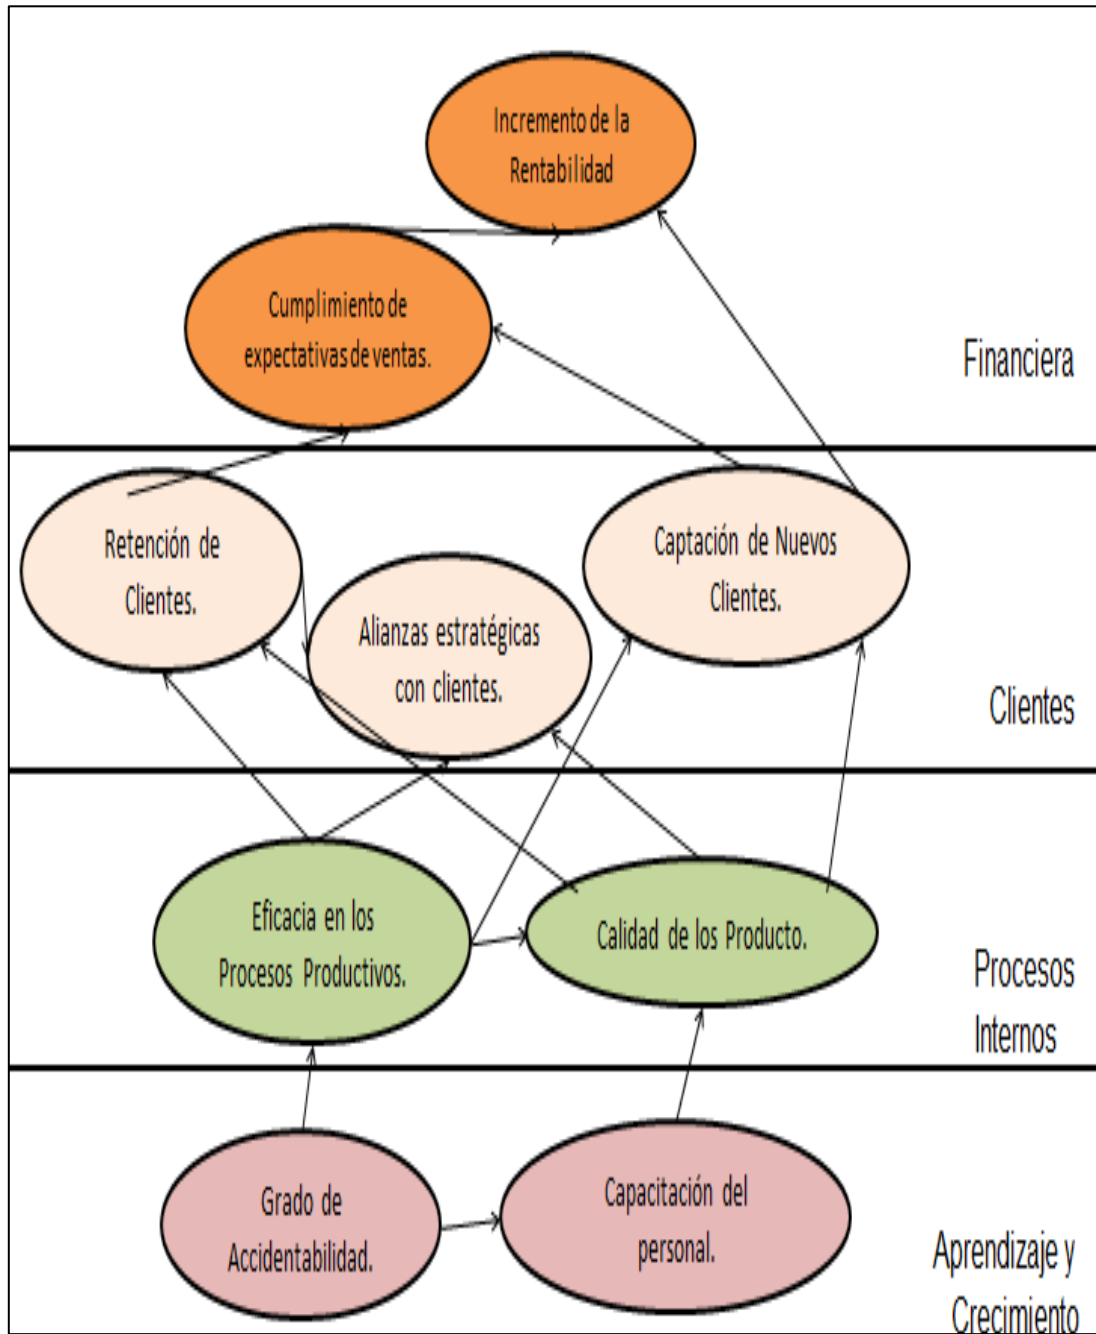 Incremento de la
Rentabilidad
Cumplimiento de
expectativas de ventas.
Financiera
Retención de
Clientes.
Captación de Nuevos
Clientes.
Alianzas estratégicas
con clientes.
Clientes
Eficacia en los
Procesos Productivos.
Calidad de los Producto.
Procesos
Internos
Grado de
Accidentabilidad.
Capacitación del
personal.
Aprendizaje y
Crecimiento